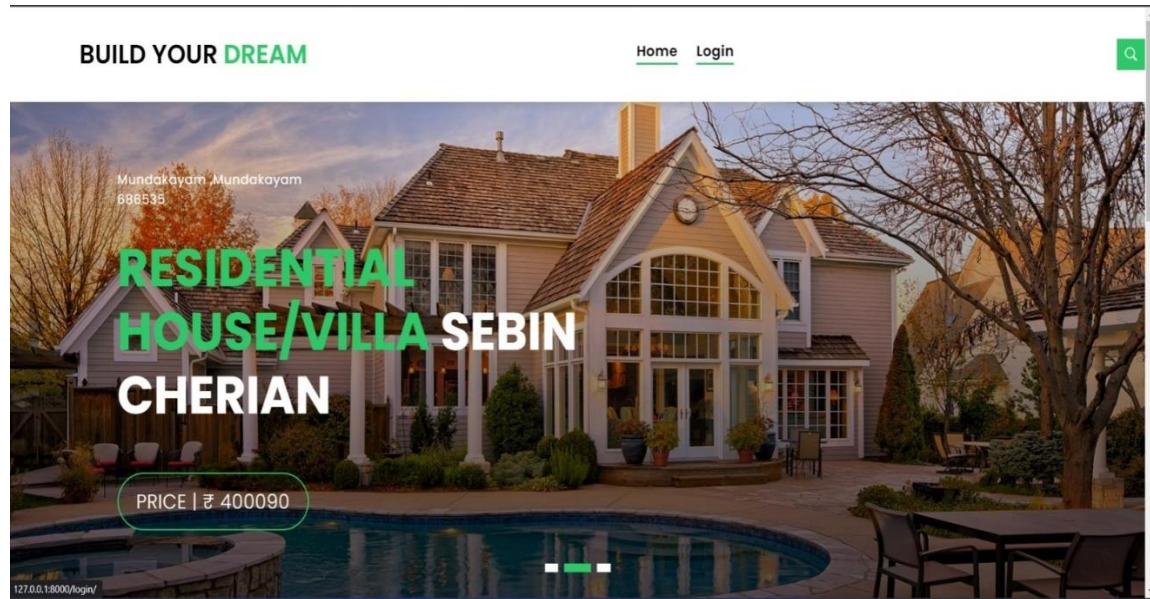 BUILD YOUR DREAM
Home Login
Mundakayam ,Mundakayam
686535
RESIDENTIAL
HOUSE/VILLA SEBIN
CHERIAN
PRICE | ₹ 400090
127.0.0.1:8000/login/